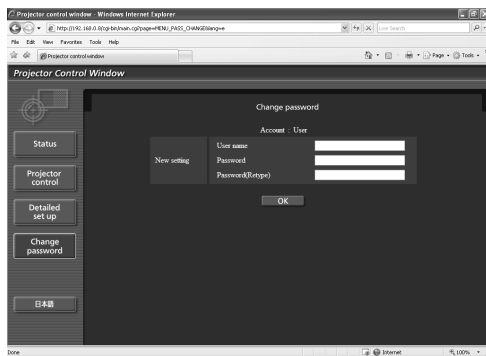 Projector control window - Windows Internet Explorer
http://192.168.0.8/cgi-bin/main.cgi?page=MENU_PASS_CHANGE&lang=e
Live Search
File Edit View Favorites Tools Help
Projector control window
Page Tools
Projector Control Window
Change password
Account : User
Status
Projector control
Detailed set up
Change password
日本語
New setting
User name
Password
Password(Retype)
OK
Done
Internet
100%